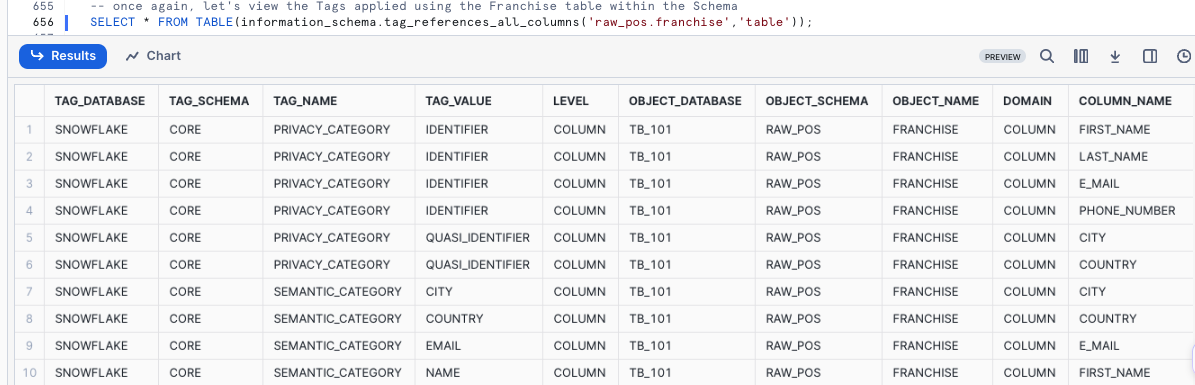 655 -- once again, let's view the Tags applied using the Franchise table within the Schema
656 SELECT * FROM TABLE(information_schema.tag_references_all_columns('raw_pos.franchise','table'));
Results Chart PREVIEW
TAG_DATABASE TAG_SCHEMA TAG_NAME TAG_VALUE LEVEL OBJECT_DATABASE OBJECT_SCHEMA OBJECT_NAME DOMAIN COLUMN_NAME
1 SNOWFLAKE CORE PRIVACY_CATEGORY IDENTIFIER COLUMN TB_101 RAW_POS FRANCHISE COLUMN FIRST_NAME
2 SNOWFLAKE CORE PRIVACY_CATEGORY IDENTIFIER COLUMN TB_101 RAW_POS FRANCHISE COLUMN LAST_NAME
3 SNOWFLAKE CORE PRIVACY_CATEGORY IDENTIFIER COLUMN TB_101 RAW_POS FRANCHISE COLUMN E_MAIL
4 SNOWFLAKE CORE PRIVACY_CATEGORY IDENTIFIER COLUMN TB_101 RAW_POS FRANCHISE COLUMN PHONE_NUMBER
5 SNOWFLAKE CORE PRIVACY_CATEGORY QUASI_IDENTIFIER COLUMN TB_101 RAW_POS FRANCHISE COLUMN CITY
6 SNOWFLAKE CORE PRIVACY_CATEGORY QUASI_IDENTIFIER COLUMN TB_101 RAW_POS FRANCHISE COLUMN COUNTRY
7 SNOWFLAKE CORE SEMANTIC_CATEGORY CITY COLUMN TB_101 RAW_POS FRANCHISE COLUMN CITY
8 SNOWFLAKE CORE SEMANTIC_CATEGORY COUNTRY COLUMN TB_101 RAW_POS FRANCHISE COLUMN COUNTRY
9 SNOWFLAKE CORE SEMANTIC_CATEGORY EMAIL COLUMN TB_101 RAW_POS FRANCHISE COLUMN E_MAIL
10 SNOWFLAKE CORE SEMANTIC_CATEGORY NAME COLUMN TB_101 RAW_POS FRANCHISE COLUMN FIRST_NAME